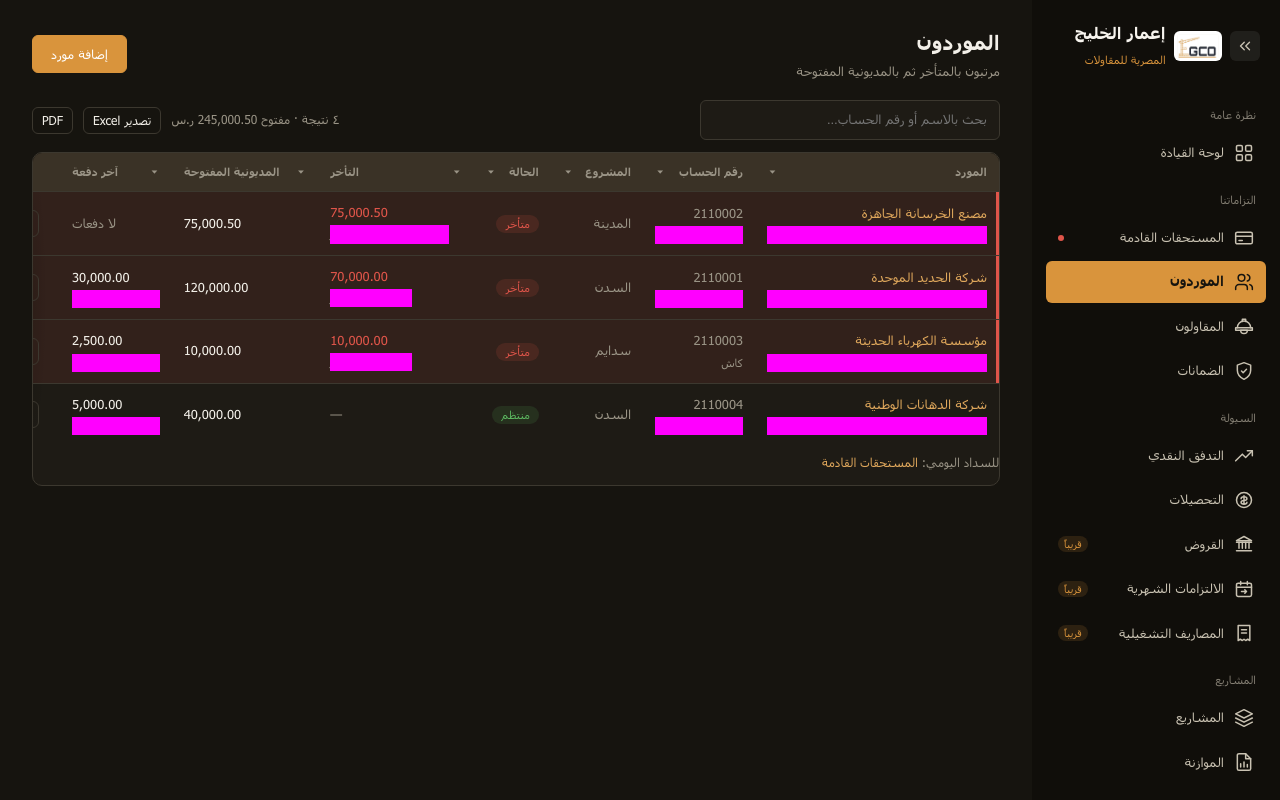 إعمار الخليج
المصرية للمقاولات
GCO
نظرة عامة
لوحة القيادة
التزاماتنا
المستحقات القادمة
الموردون
المقاولون
الضمانات
السيولة
التدفق النقدي
التحصيلات
القروض
قريباً
الالتزامات الشهرية
قريباً
المصاريف التشغيلية
قريباً
المشاريع
المشاريع
الموازنة
الموردون
مرتبون بالمتأخر ثم بالمديونية المفتوحة
إضافة مورد
بحث بالاسم أو رقم الحساب...
٤ نتيجة · مفتوح 245,000.50 ر.س
تصدير Excel
PDF
المورد رقم الحساب المشروع الحالة التأخر المديونية المفتوحة آخر دفعة
مصنع الخرسانة الجاهزة 2110002 المدينة متأخر 75,000.50 75,000.50 لا دفعات
شركة الحديد الموحدة 2110001 السدن متأخر 70,000.00 120,000.00 30,000.00
مؤسسة الكهرباء الحديثة 2110003 سدايم متأخر 10,000.00 10,000.00 2,500.00
كاش
شركة الدهانات الوطنية 2110004 السدن منتظم — 40,000.00 5,000.00
للسداد اليومي: المستحقات القادمة